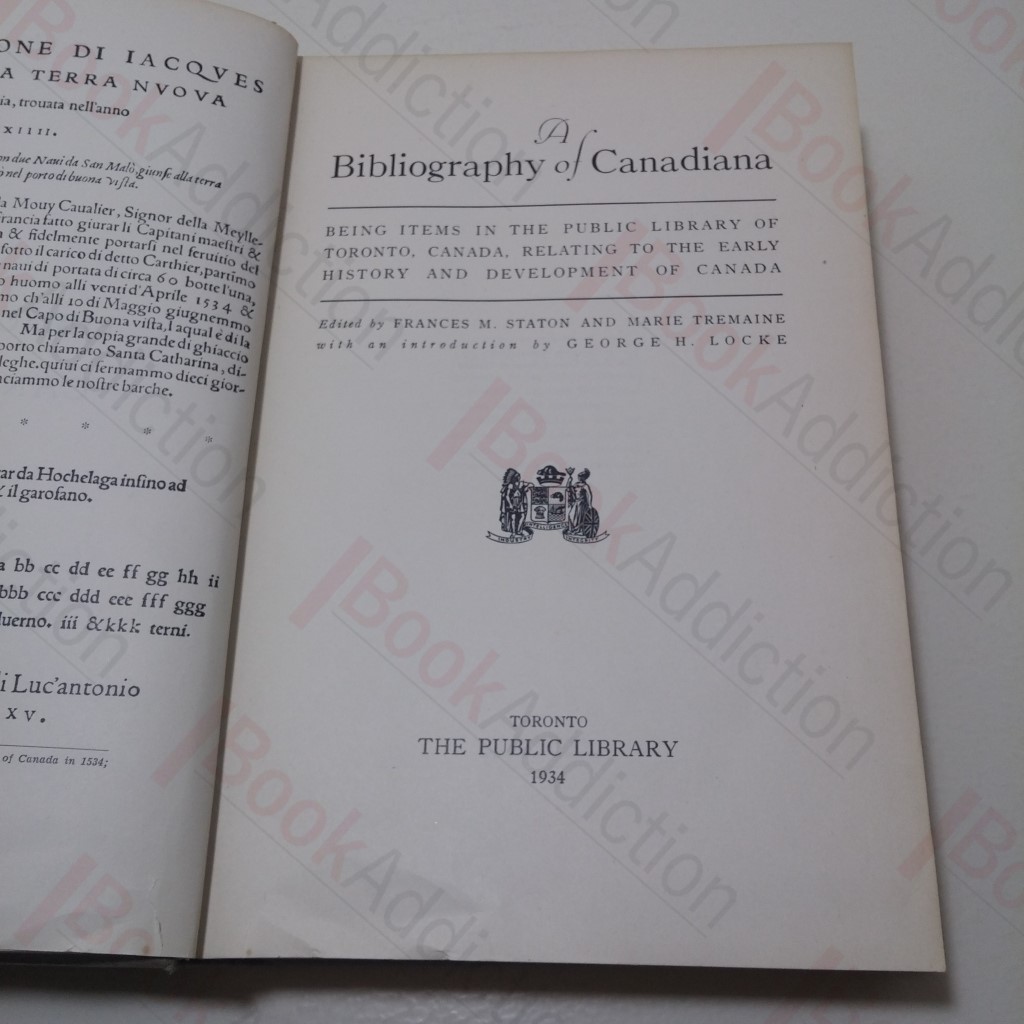 ONE DI IACQVES
A TERRA NVOVA
ia, trouata nell'anno
XIIII.
on due Naui da San Malò, giunse alla terra
nel porto di buona Vista.
la Mouy Caualier, Signor della Meylle-
francia fatto giurar li Capitani maestri &
& fidelmente portarsi nel seruitio del
sotto il carico di detto Carthier, partimo
naui di portata di circa 60 botte l'una,
huomo alli venti d'Aprile 1534 &
mo ch'alli 10 di Maggio giugnemmo
nel Capo di Buona vista, laqual è di la
Ma per la copia grande di ghiaccio
porto chiamato Santa Catharina, di-
leghe. quiui ci fermammo dieci gior-
nciammo le nostre barche.
* * * *
ar da Hochelaga insino ad
& il garofano.
a bb cc dd ee ff gg hh ii
bbb ccc ddd eee fff ggg
duerno. iii & kkk terni.
i Luc'antonio
XV.
of Canada in 1534;
A
Bibliography of Canadiana
BEING ITEMS IN THE PUBLIC LIBRARY OF
TORONTO, CANADA, RELATING TO THE EARLY
HISTORY AND DEVELOPMENT OF CANADA
Edited by FRANCES M. STATON AND MARIE TREMAINE
with an introduction by GEORGE H. LOCKE
INDUSTRY INTELLIGENCE INTEGRITY
TORONTO
THE PUBLIC LIBRARY
1934
BookAddiction